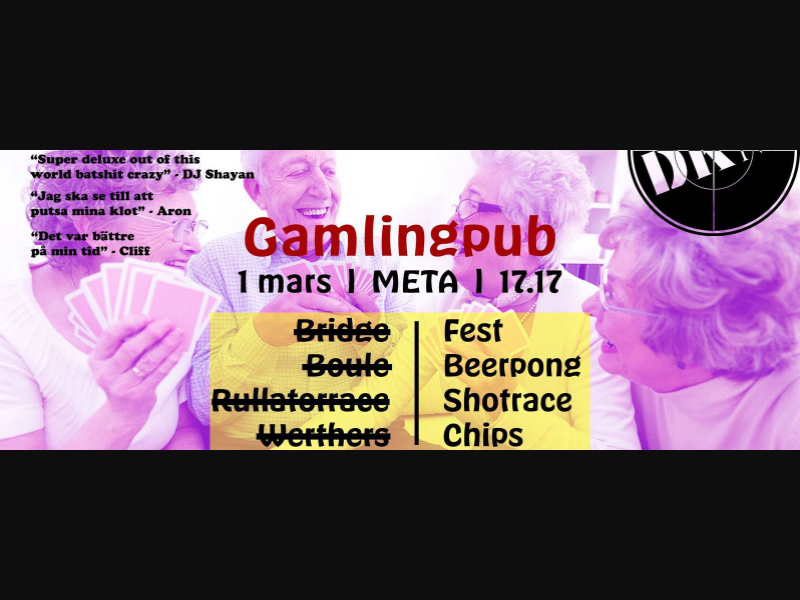 “Super deluxe out of this
world batshit crazy” - DJ Shayan
“Jag ska se till att
putsa mina klot” - Aron
“Det var bättre
på min tid” - Cliff
Gamlingpub
1 mars | META | 17.17
Bridge | Fest
Boule | Beerpong
Rullatorrace | Shotrace
Werthers | Chips